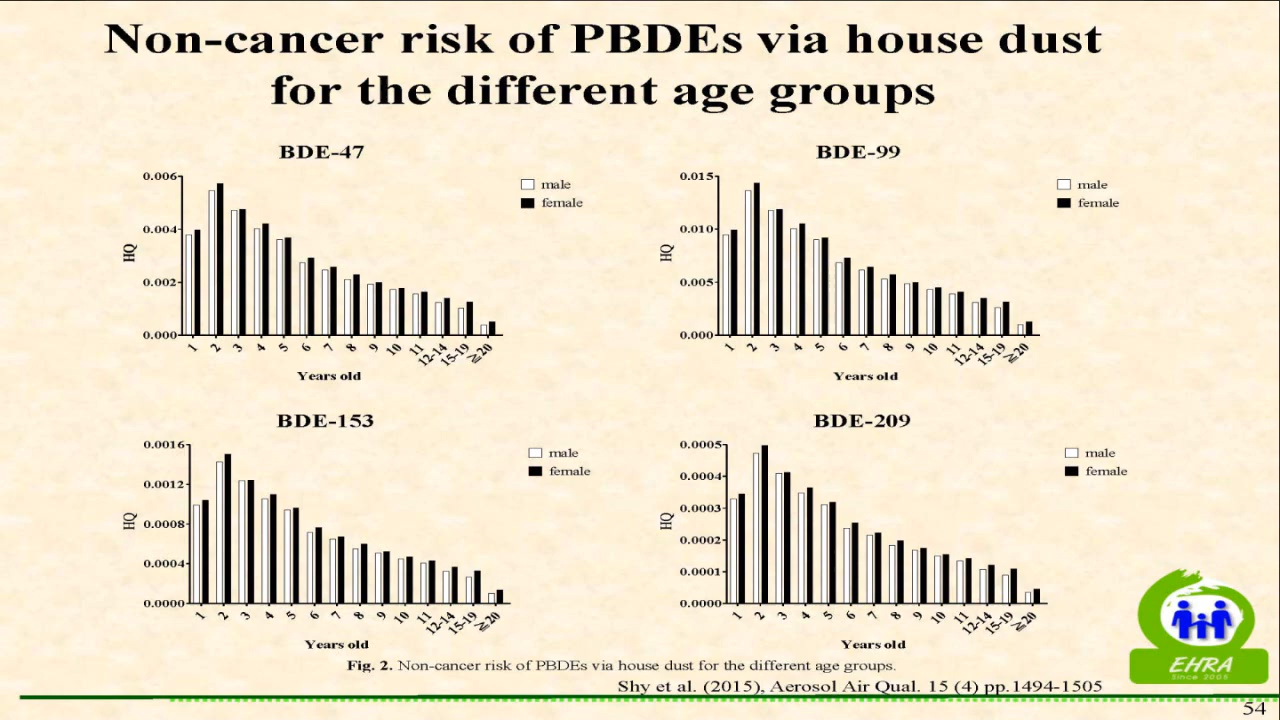 Non-cancer risk of PBDEs via house dust
for the different age groups
BDE-47
0.006
0.004
0.002
0.000
HQ
male
female
1 2 3 4 5 6 7 8 9 10 11 12-14 15-19 ≧20
Years old
BDE-99
0.015
0.010
0.005
0.000
HQ
male
female
1 2 3 4 5 6 7 8 9 10 11 12-14 15-19 ≧20
Years old
BDE-153
0.0016
0.0012
0.0008
0.0004
0.0000
HQ
male
female
1 2 3 4 5 6 7 8 9 10 11 12-14 15-19 ≧20
Years old
BDE-209
0.0005
0.0004
0.0003
0.0002
0.0001
0.0000
HQ
male
female
1 2 3 4 5 6 7 8 9 10 11 12-14 15-19 ≧20
Years old
Fig. 2. Non-cancer risk of PBDEs via house dust for the different age groups.
Shy et al. (2015), Aerosol Air Qual. 15 (4) pp.1494-1505
EHRA
Since 2005
54